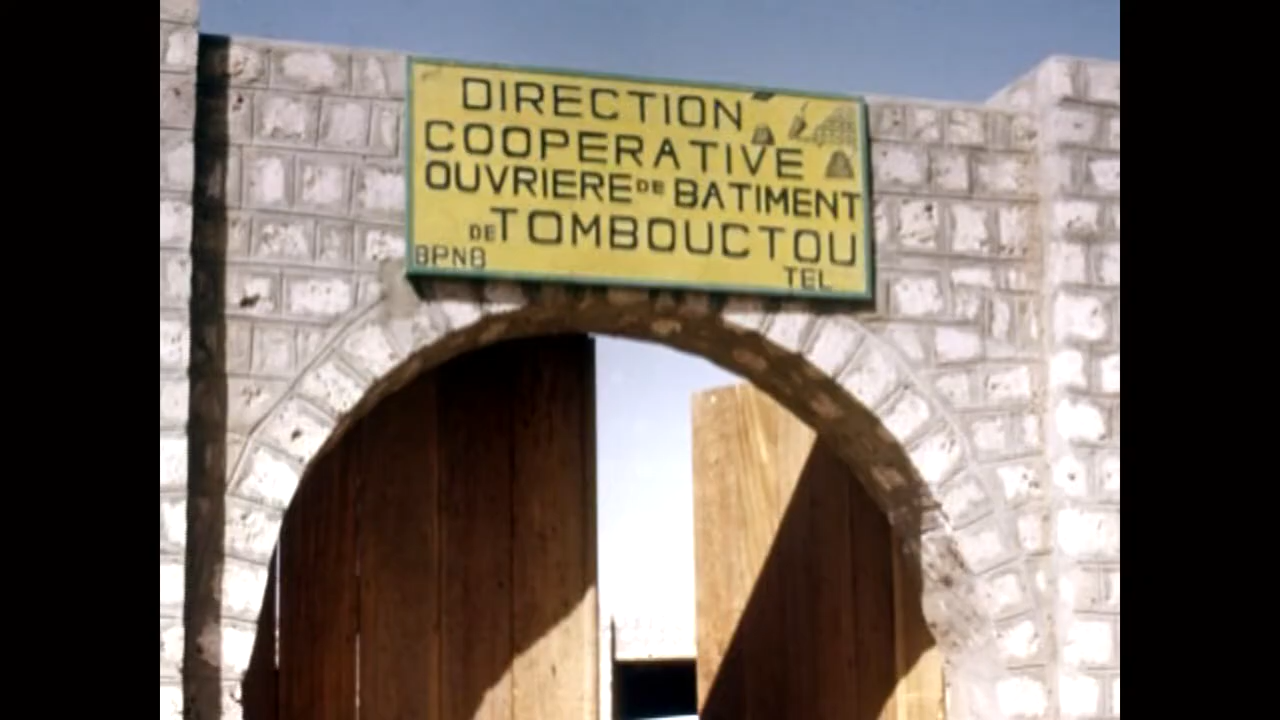 DIRECTION
COOPERATIVE
OUVRIERE DE BATIMENT
DE TOMBOUCTOU
BPNB TEL